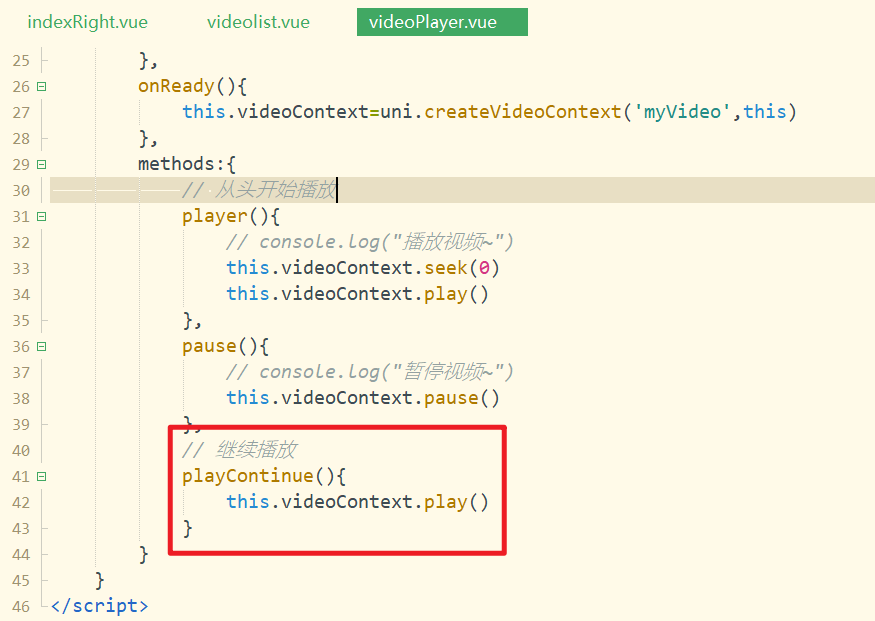 indexRight.vue videolist.vue videoPlayer.vue
25 },
26 onReady(){
27 this.videoContext=uni.createVideoContext('myVideo',this)
28 },
29 methods:{
30 // 从头开始播放
31 player(){
32 // console.log("播放视频~")
33 this.videoContext.seek(0)
34 this.videoContext.play()
35 },
36 pause(){
37 // console.log("暂停视频~")
38 this.videoContext.pause()
39 },
40 // 继续播放
41 playContinue(){
42 this.videoContext.play()
43 }
44 }
45 }
46 </script>